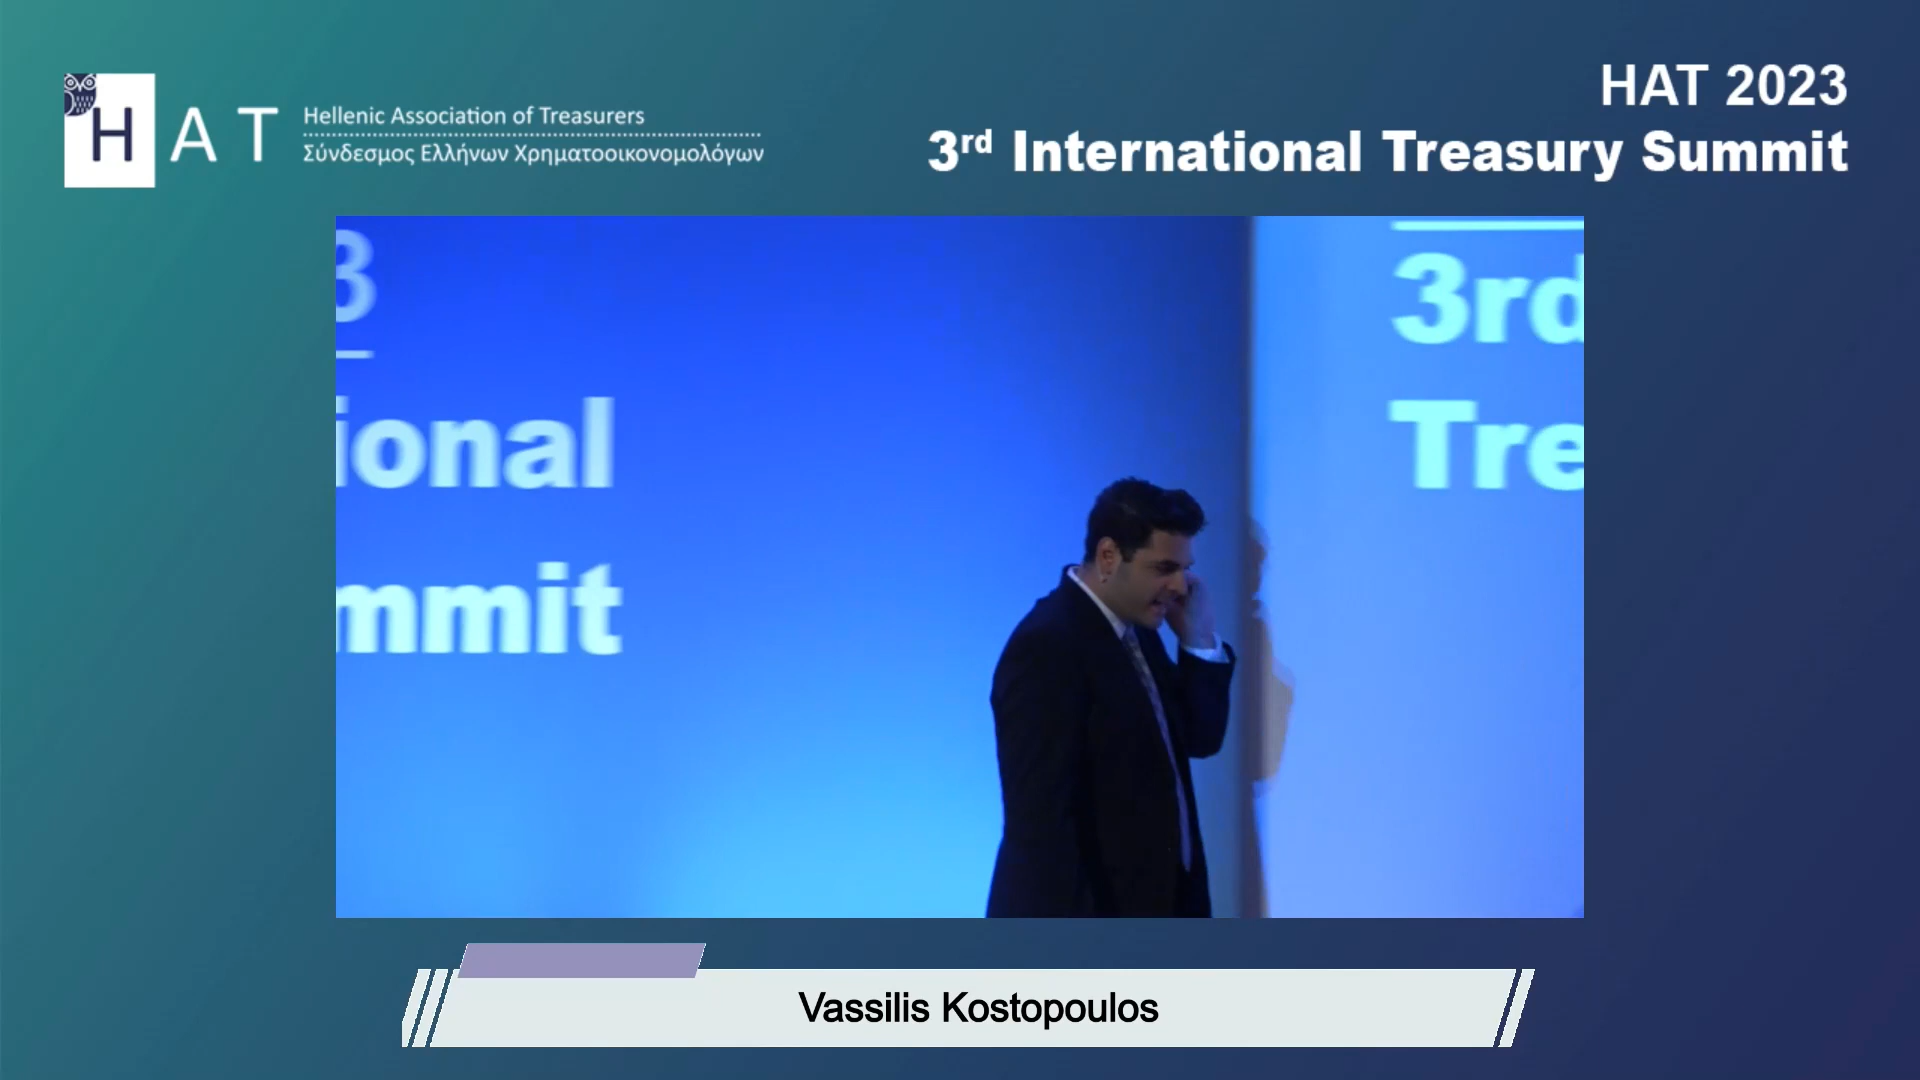 HAT
Hellenic Association of Treasurers
Σύνδεσμος Ελλήνων Χρηματοοικονομολόγων
HAT 2023
3rd International Treasury Summit
3
ional
mmit
3rd
Tre
Vassilis Kostopoulos